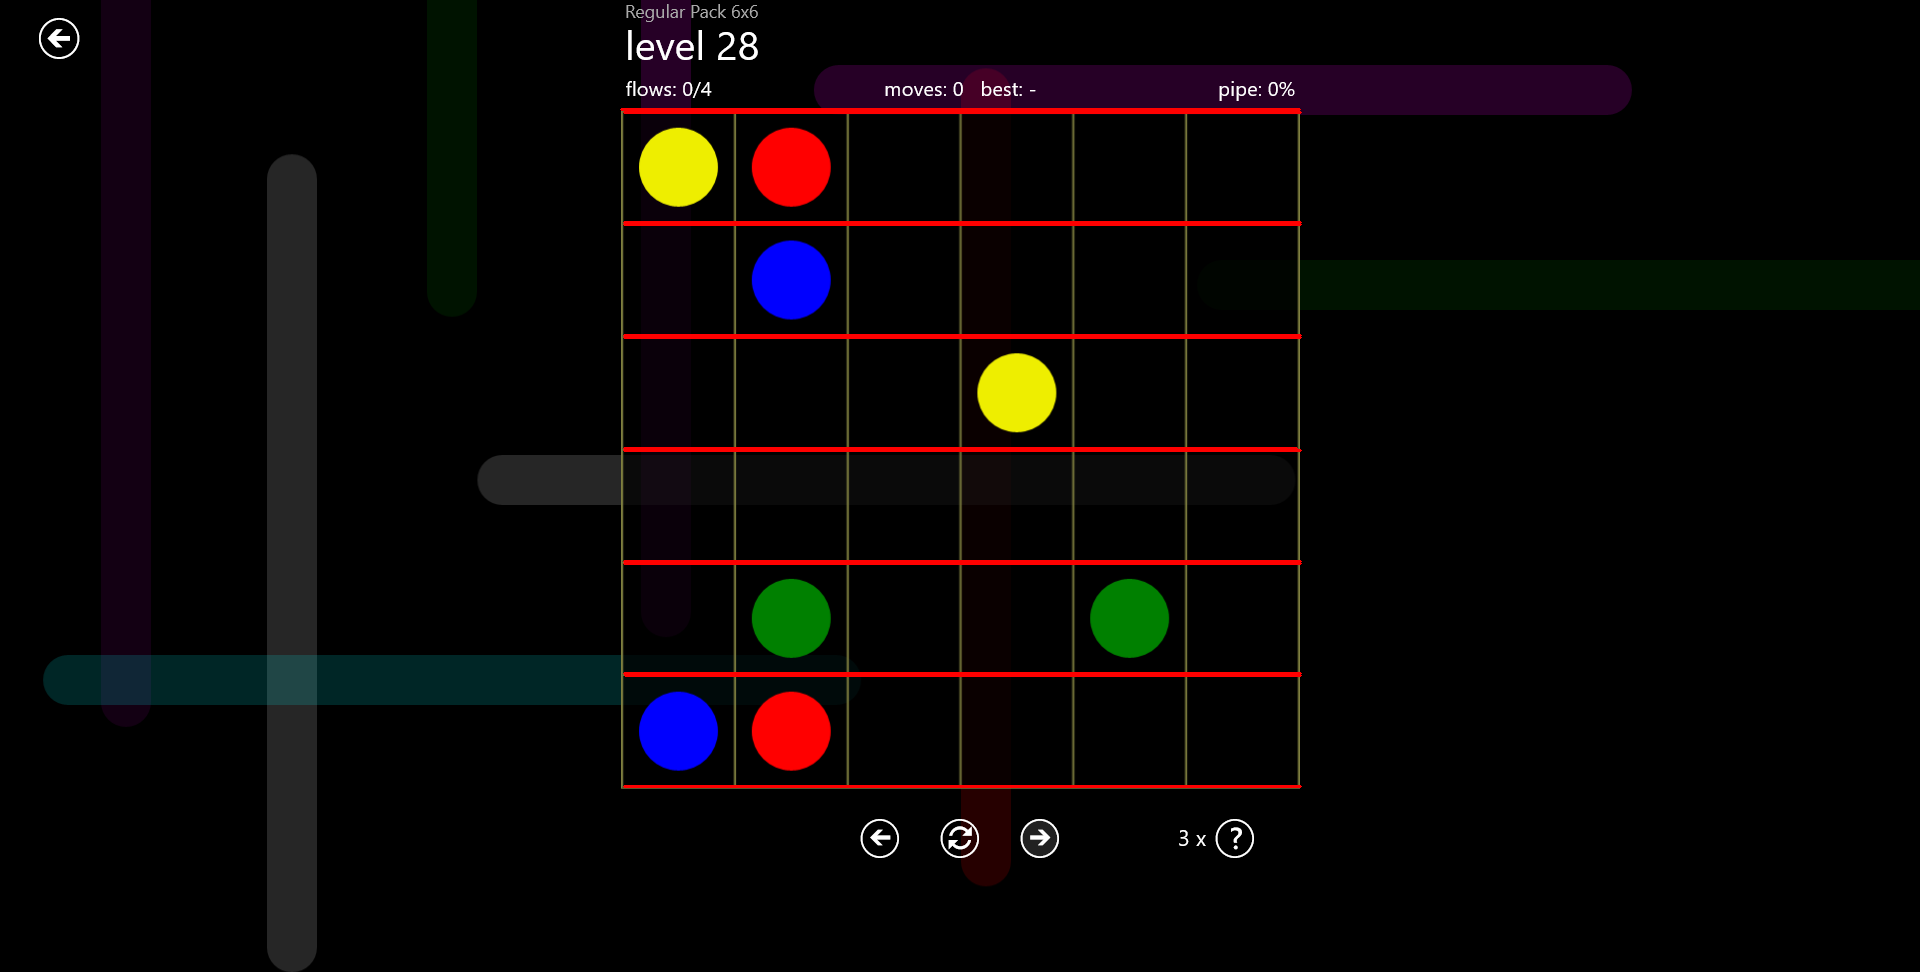 Regular Pack 6x6
level 28
flows: 0/4 moves: 0 best: - pipe: 0%
3 x ?